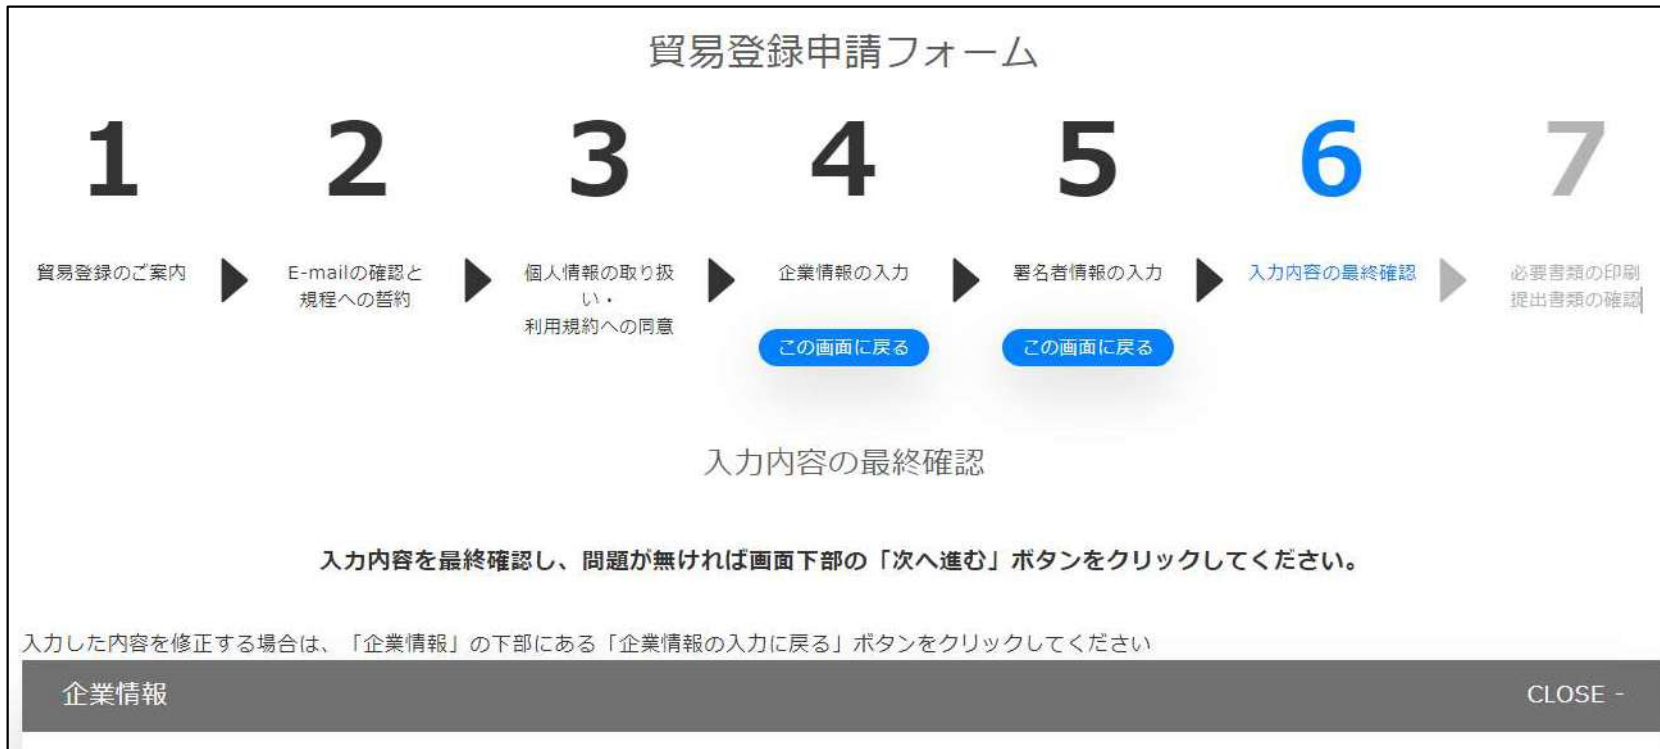 貿易登録申請フォーム
1
2
3
4
5
6
7
貿易登録のご案内
E-mailの確認と
規程への誓約
個人情報の取り扱
い・
利用規約への同意
企業情報の入力
この画面に戻る
署名者情報の入力
この画面に戻る
入力内容の最終確認
必要書類の印刷
提出書類の確認
入力内容の最終確認
入力内容を最終確認し、問題が無ければ画面下部の「次へ進む」ボタンをクリックしてください。
入力した内容を修正する場合は、「企業情報」の下部にある「企業情報の入力に戻る」ボタンをクリックしてください
企業情報
CLOSE -